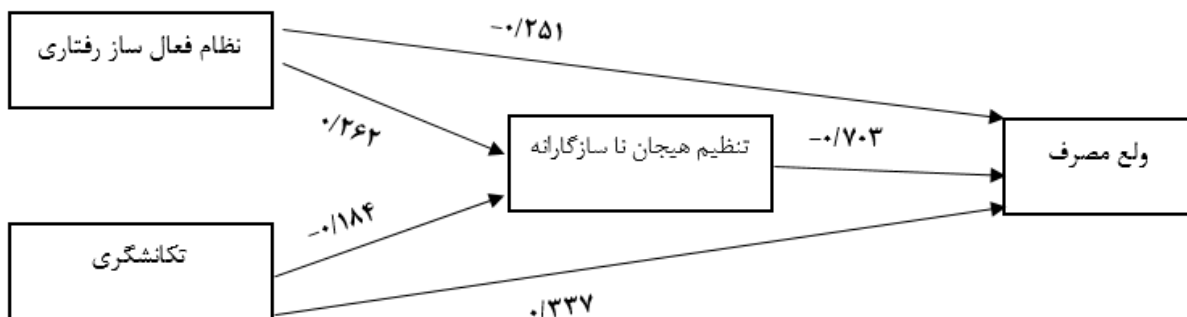 نظام فعال ساز رفتاری
-۰/۲۵۱
۰/۲۶۲
تنظیم هیجان نا سازگارانه
-۰/۷۰۳
ولع مصرف
-۰/۱۸۴
تکانشگری
۰/۳۳۷